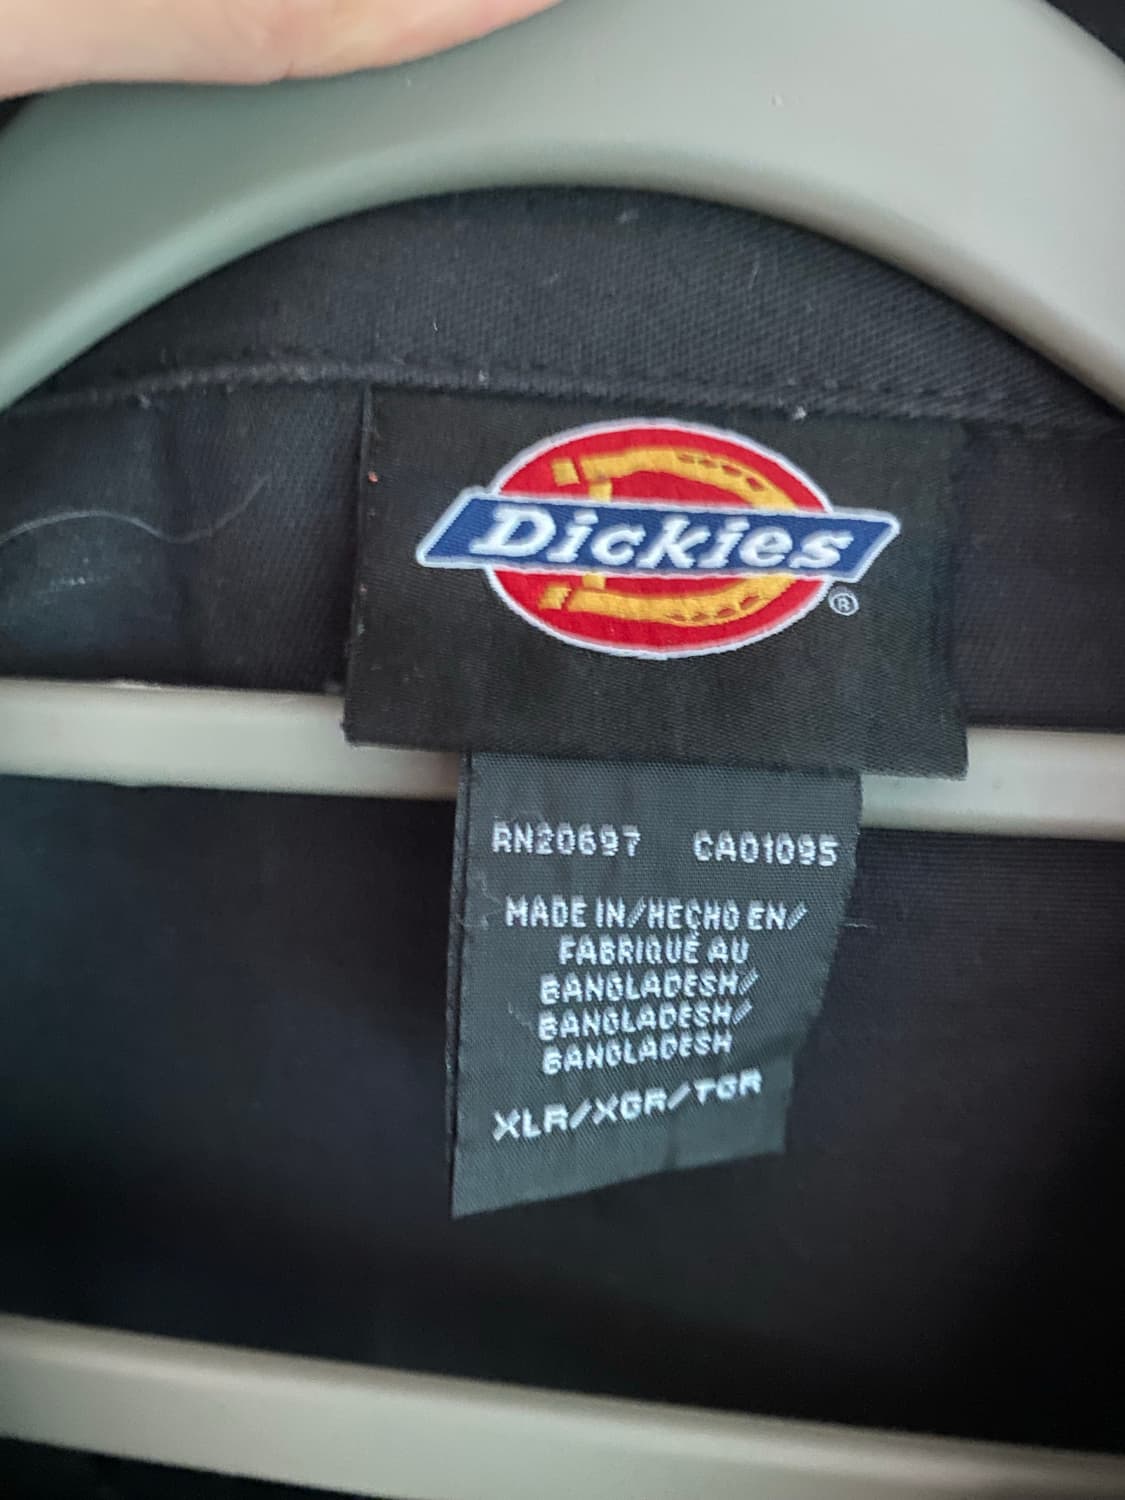 Dickies
®
RN20697 CA01095
MADE IN/HECHO EN/
FABRIQUÉ AU
BANGLADESH/
BANGLADESH/
BANGLADESH
XLR/XGR/TGR